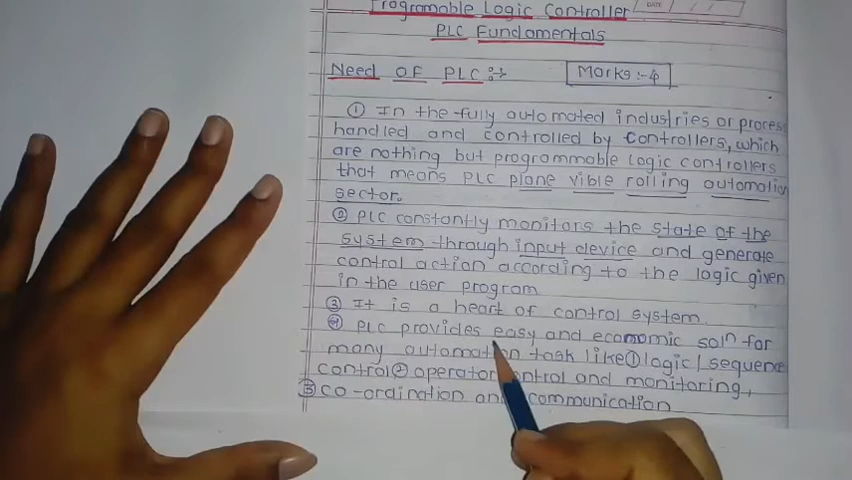 Programable Logic Controller
DATE
PLC Fundamentals
Need OF PLC :→ Marks :- 4
① In the fully automated industries or process
handled and controlled by controllers, which
are nothing but programmable logic controllers
that means PLC plane vible rolling automation
sector.
② PLC constantly monitors the state of the
system through input device and generate
control action according to the logic given
in the user program
③ It is a heart of control system.
④ PLC provides easy and economic solⁿ for
many automation task like ① logic / sequence
control ② operator control and monitoring,
③ co-ordination and communication